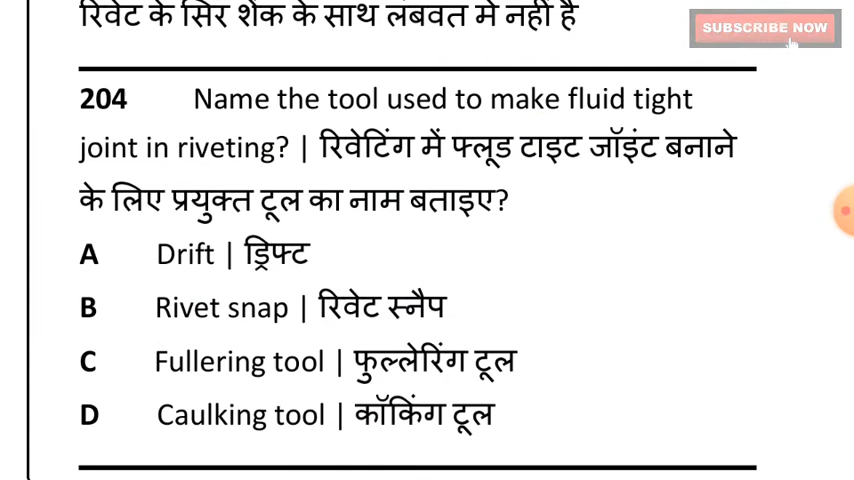 रिवेट के सिर शैंक के साथ लंबवत में नहीं है
SUBSCRIBE NOW
204 Name the tool used to make fluid tight
joint in riveting? | रिवेटिंग में फ्लूड टाइट जॉइंट बनाने
के लिए प्रयुक्त टूल का नाम बताइए?
A Drift | ड्रिफ्ट
B Rivet snap | रिवेट स्नैप
C Fullering tool | फुल्लेरिंग टूल
D Caulking tool | कॉकिंग टूल